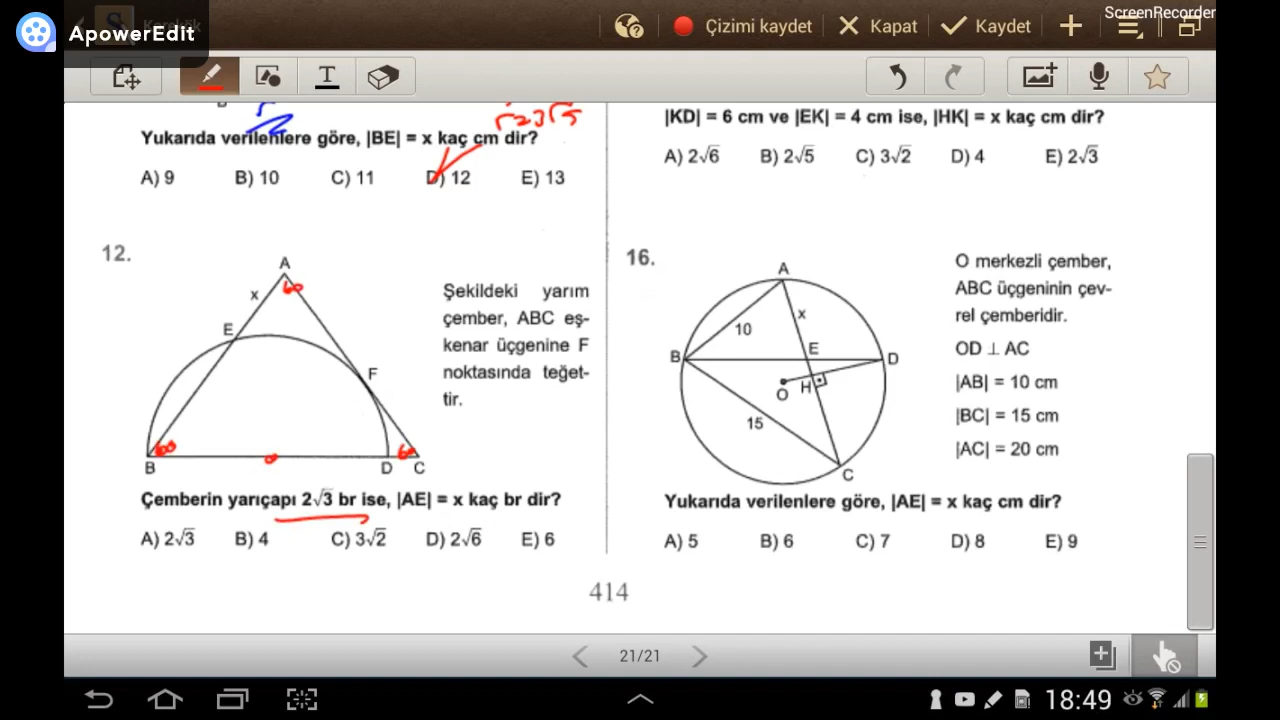 ScreenRecorder
ApowerEdit
Çizimi kaydet
Kapat
Kaydet
r=3√5
Yukarıda verilenlere göre, |BE| = x kaç cm dir?
A) 9 B) 10 C) 11 D) 12 E) 13
12.
A
x
60
E
F
60
60
B
D
C
Şekildeki yarım
çember, ABC eş-
kenar üçgenine F
noktasında teğet-
tir.
Çemberin yarıçapı 2√3 br ise, |AE| = x kaç br dir?
A) 2√3 B) 4 C) 3√2 D) 2√6 E) 6
|KD| = 6 cm ve |EK| = 4 cm ise, |HK| = x kaç cm dir?
A) 2√6 B) 2√5 C) 3√2 D) 4 E) 2√3
16.
A
10
x
B
E
D
O
H
15
C
O merkezli çember,
ABC üçgeninin çev-
rel çemberidir.
OD ⊥ AC
|AB| = 10 cm
|BC| = 15 cm
|AC| = 20 cm
Yukarıda verilenlere göre, |AE| = x kaç cm dir?
A) 5 B) 6 C) 7 D) 8 E) 9
414
21/21
18:49